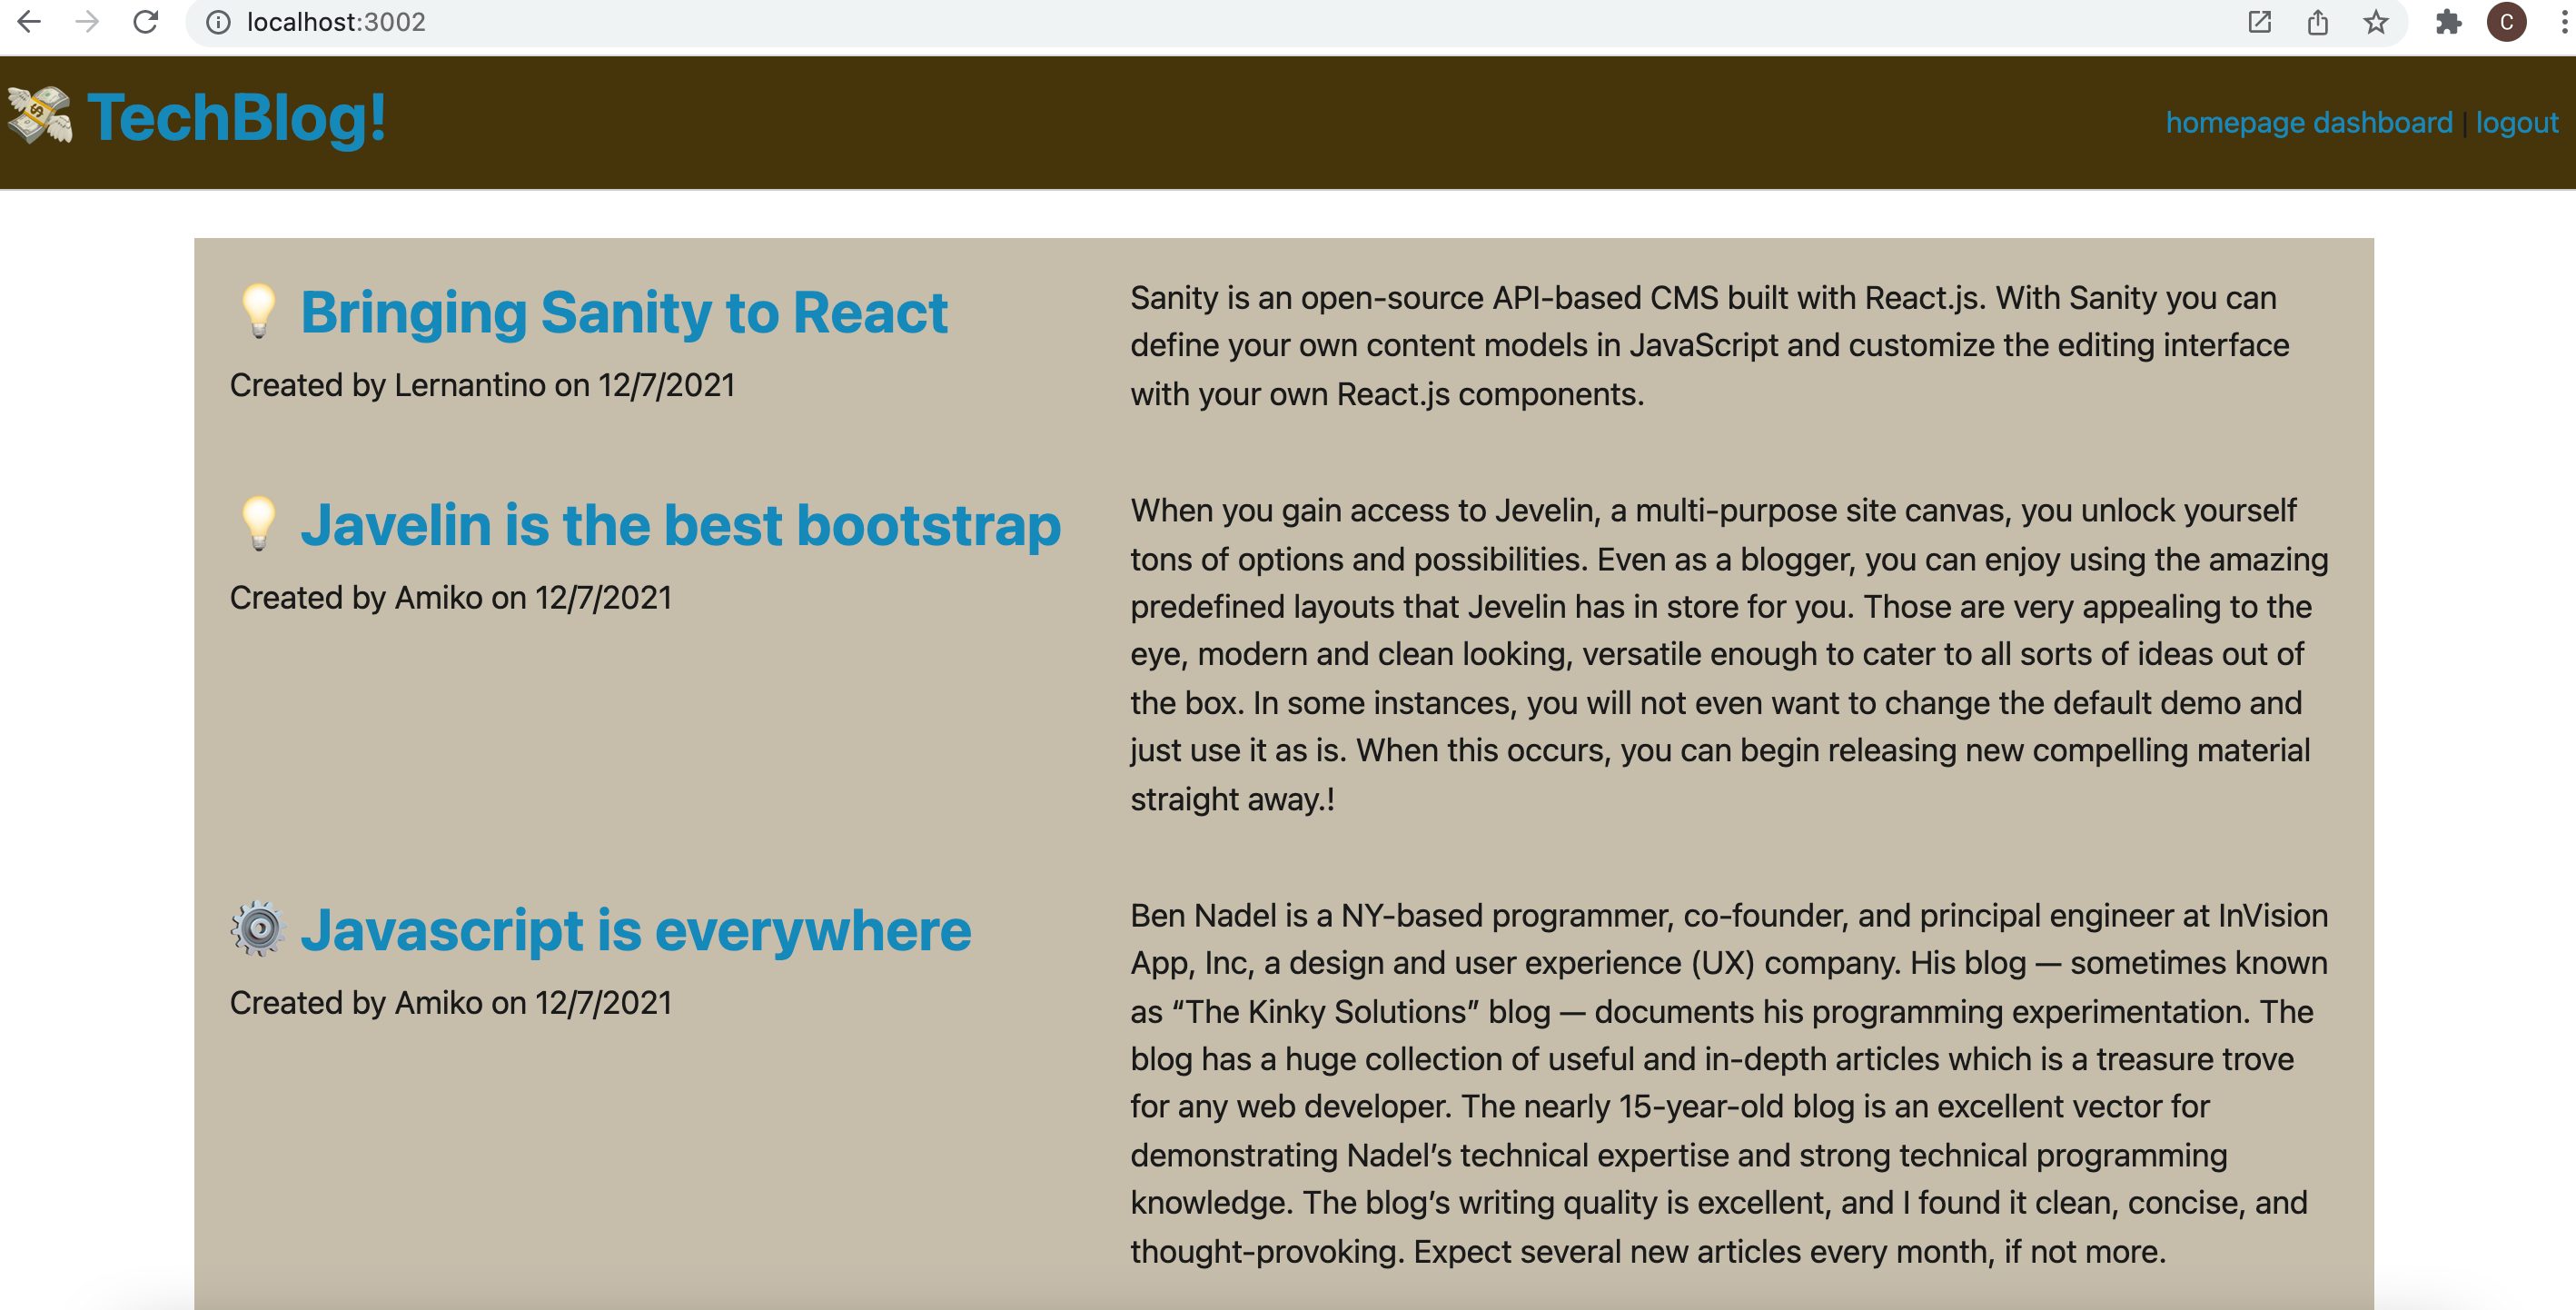 localhost:3002
C
TechBlog!
homepage dashboard | logout
Bringing Sanity to React
Created by Lernantino on 12/7/2021
Sanity is an open-source API-based CMS built with React.js. With Sanity you can
define your own content models in JavaScript and customize the editing interface
with your own React.js components.
Javelin is the best bootstrap
Created by Amiko on 12/7/2021
When you gain access to Jevelin, a multi-purpose site canvas, you unlock yourself
tons of options and possibilities. Even as a blogger, you can enjoy using the amazing
predefined layouts that Jevelin has in store for you. Those are very appealing to the
eye, modern and clean looking, versatile enough to cater to all sorts of ideas out of
the box. In some instances, you will not even want to change the default demo and
just use it as is. When this occurs, you can begin releasing new compelling material
straight away.!
Javascript is everywhere
Created by Amiko on 12/7/2021
Ben Nadel is a NY-based programmer, co-founder, and principal engineer at InVision
App, Inc, a design and user experience (UX) company. His blog — sometimes known
as “The Kinky Solutions” blog — documents his programming experimentation. The
blog has a huge collection of useful and in-depth articles which is a treasure trove
for any web developer. The nearly 15-year-old blog is an excellent vector for
demonstrating Nadel’s technical expertise and strong technical programming
knowledge. The blog’s writing quality is excellent, and I found it clean, concise, and
thought-provoking. Expect several new articles every month, if not more.